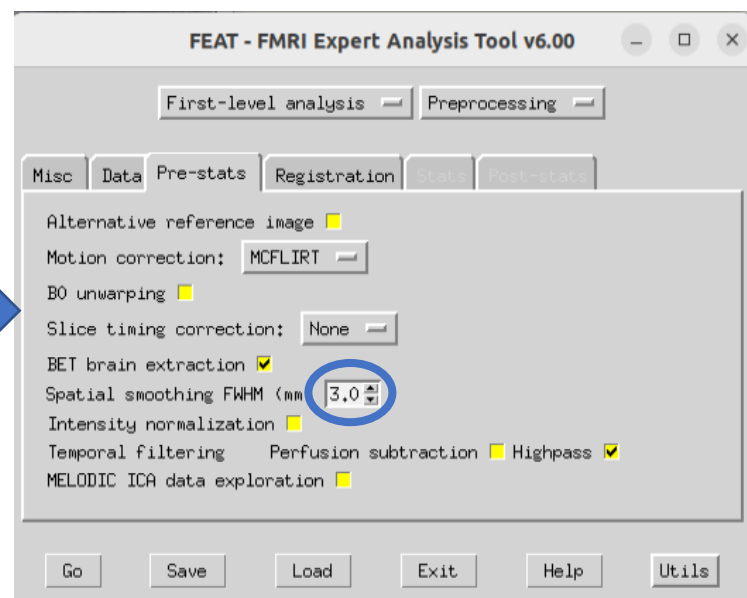 FEAT - FMRI Expert Analysis Tool v6.00
First-level analysis Preprocessing
Misc Data Pre-stats Registration Stats Post-stats
Alternative reference image
Motion correction: MCFLIRT
B0 unwarping
Slice timing correction: None
BET brain extraction
Spatial smoothing FWHM (mm 3.0
Intensity normalization
Temporal filtering Perfusion subtraction Highpass
MELODIC ICA data exploration
Go Save Load Exit Help Utils